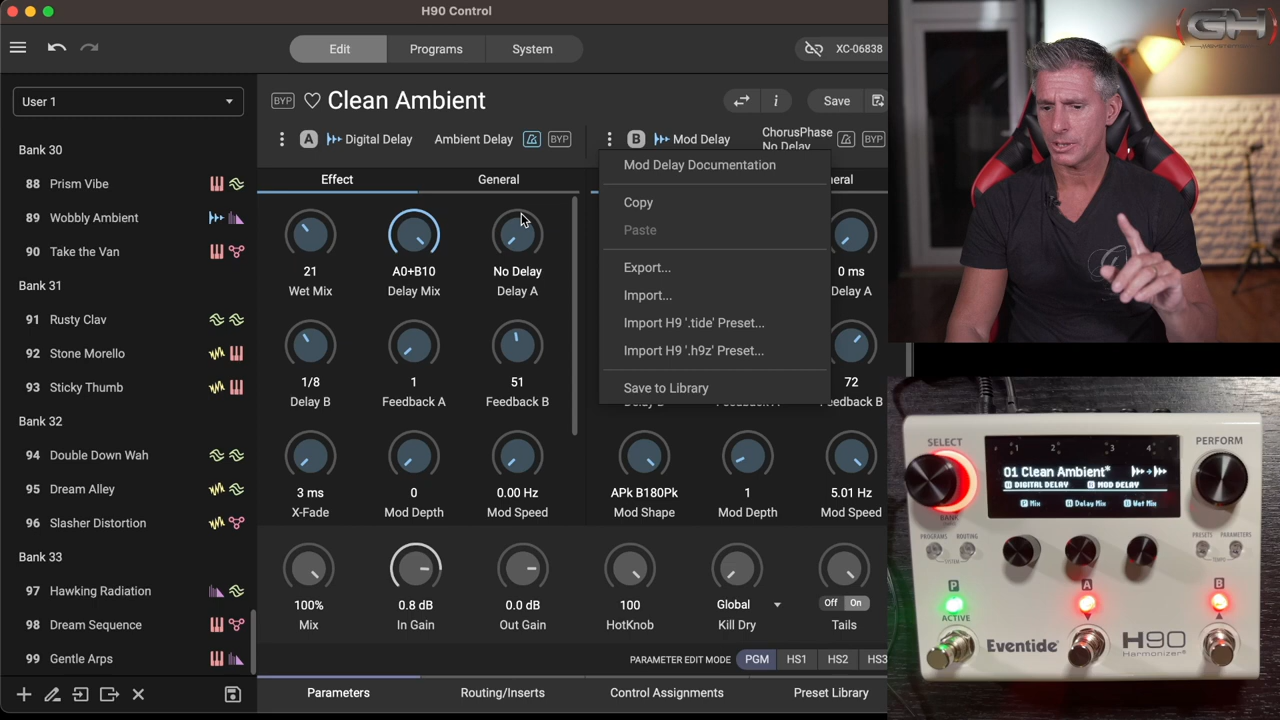 H90 Control
Edit
Programs
System
XC-06838
User 1
BYP
Clean Ambient
i
Save
A
Digital Delay
Ambient Delay
BYP
B
Mod Delay
ChorusPhase
No Delay
BYP
Effect
General
neral
Bank 30
88 Prism Vibe
89 Wobbly Ambient
90 Take the Van
Bank 31
91 Rusty Clav
92 Stone Morello
93 Sticky Thumb
Bank 32
94 Double Down Wah
95 Dream Alley
96 Slasher Distortion
Bank 33
97 Hawking Radiation
98 Dream Sequence
99 Gentle Arps
21
Wet Mix
A0+B10
Delay Mix
No Delay
Delay A
1/8
Delay B
1
Feedback A
51
Feedback B
3 ms
X-Fade
0
Mod Depth
0.00 Hz
Mod Speed
Mod Delay Documentation
Copy
Paste
Export...
Import...
Import H9 '.tide' Preset...
Import H9 '.h9z' Preset...
Save to Library
0 ms
Delay A
72
eedback B
APk B180Pk
Mod Shape
1
Mod Depth
5.01 Hz
Mod Speed
100%
Mix
0.8 dB
In Gain
0.0 dB
Out Gain
100
HotKnob
Global
Kill Dry
Off On
Tails
PARAMETER EDIT MODE
PGM
HS1
HS2
HS3
Parameters
Routing/Inserts
Control Assignments
Preset Library
GH
SELECT
PERFORM
1 2 3 4
01 Clean Ambient*
DIGITAL DELAY
MOD DELAY
Mix
Delay Mix
Wet Mix
BANK
PROGRAMS
ROUTING
SYSTEM
PRESETS
PARAMETERS
TEMPO
P
A
B
ACTIVE
Eventide®
H90
Harmonizer®